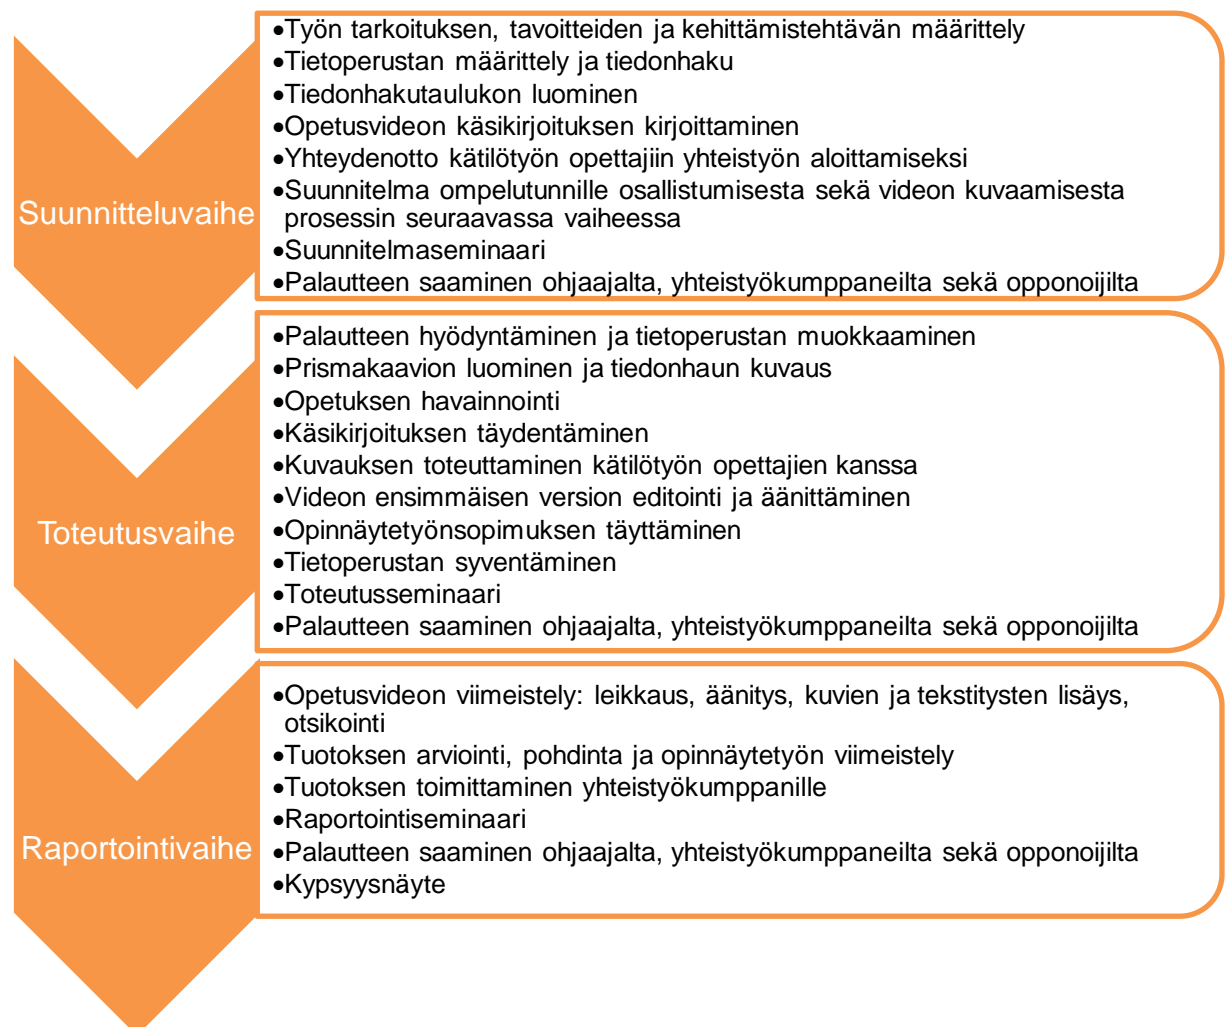 Suunnitteluvaihe
•Työn tarkoituksen, tavoitteiden ja kehittämistehtävän määrittely
•Tietoperustan määrittely ja tiedonhaku
•Tiedonhakutaulukon luominen
•Opetusvideon käsikirjoituksen kirjoittaminen
•Yhteydenotto kätilötyön opettajiin yhteistyön aloittamiseksi
•Suunnitelma ompelutunnille osallistumisesta sekä videon kuvaamisesta
prosessin seuraavassa vaiheessa
•Suunnitelmaseminaari
•Palautteen saaminen ohjaajalta, yhteistyökumppaneilta sekä opponoijilta
Toteutusvaihe
•Palautteen hyödyntäminen ja tietoperustan muokkaaminen
•Prismakaavion luominen ja tiedonhaun kuvaus
•Opetuksen havainnointi
•Käsikirjoituksen täydentäminen
•Kuvauksen toteuttaminen kätilötyön opettajien kanssa
•Videon ensimmäisen version editointi ja äänittäminen
•Opinnäytetyönsopimuksen täyttäminen
•Tietoperustan syventäminen
•Toteutusseminaari
•Palautteen saaminen ohjaajalta, yhteistyökumppaneilta sekä opponoijilta
Raportointivaihe
•Opetusvideon viimeistely: leikkaus, äänitys, kuvien ja tekstitysten lisäys,
otsikointi
•Tuotoksen arviointi, pohdinta ja opinnäytetyön viimeistely
•Tuotoksen toimittaminen yhteistyökumppanille
•Raportointiseminaari
•Palautteen saaminen ohjaajalta, yhteistyökumppaneilta sekä opponoijilta
•Kypsyysnäyte